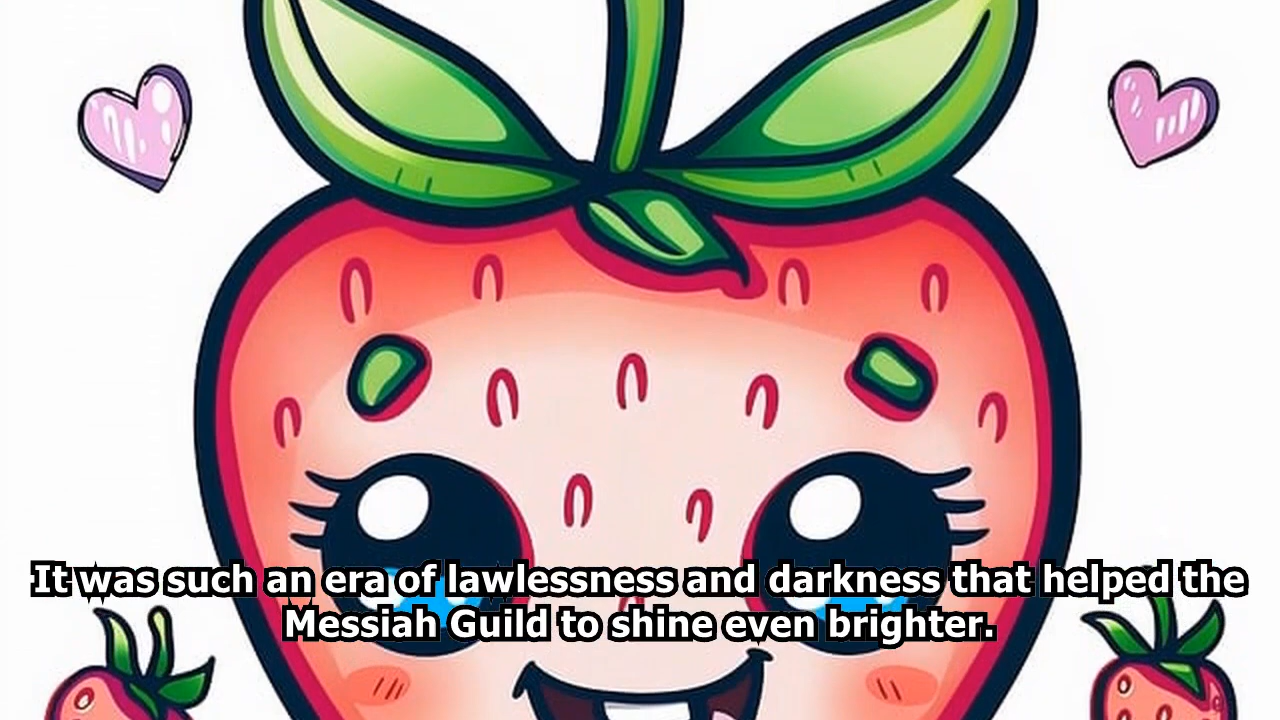 It was such an era of lawlessness and darkness that helped the
Messiah Guild to shine even brighter.